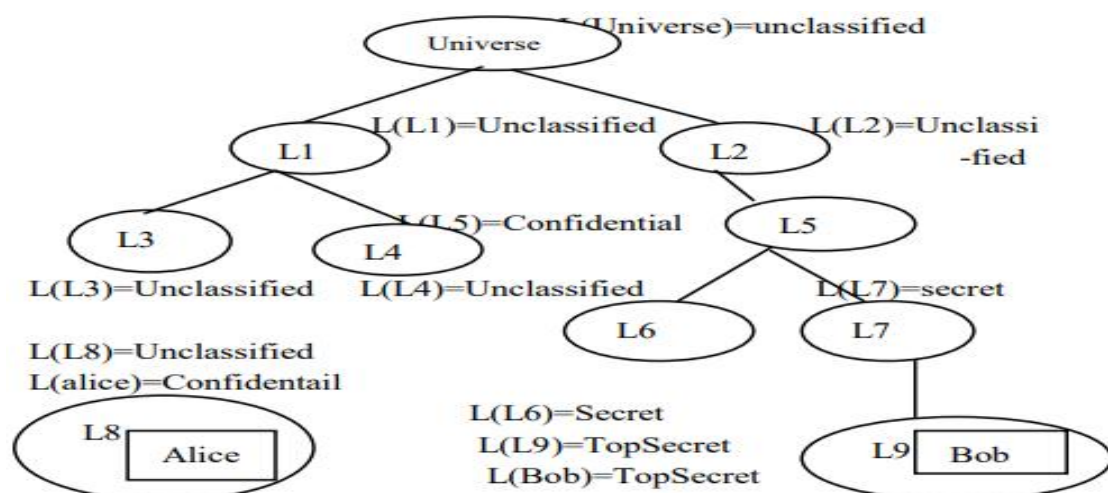 L(Universe)=unclassified
Universe
L(L1)=Unclassified
L(L2)=Unclassi
-fied
L1
L2
L(L5)=Confidential
L3
L4
L5
L(L3)=Unclassified
L(L4)=Unclassified
L(L7)=secret
L6
L7
L(L8)=Unclassified
L(alice)=Confidentail
L(L6)=Secret
L(L9)=TopSecret
L(Bob)=TopSecret
L8
Alice
L9
Bob